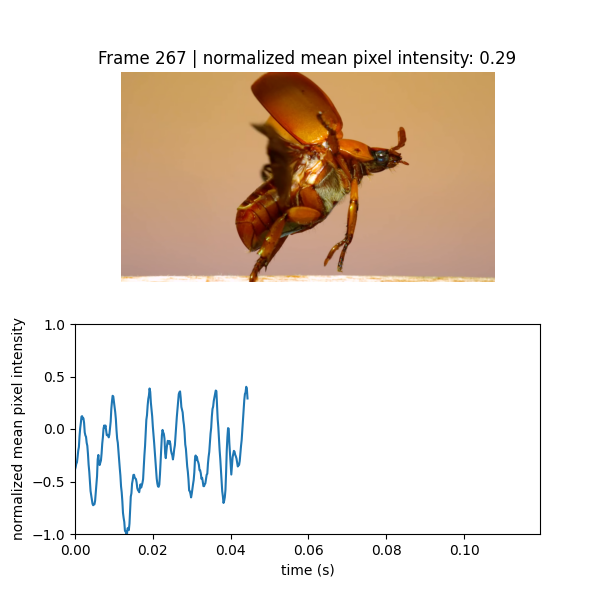 Frame 267 | normalized mean pixel intensity: 0.29
normalized mean pixel intensity
1.0
0.5
0.0
−0.5
−1.0
0.00 0.02 0.04 0.06 0.08 0.10
time (s)